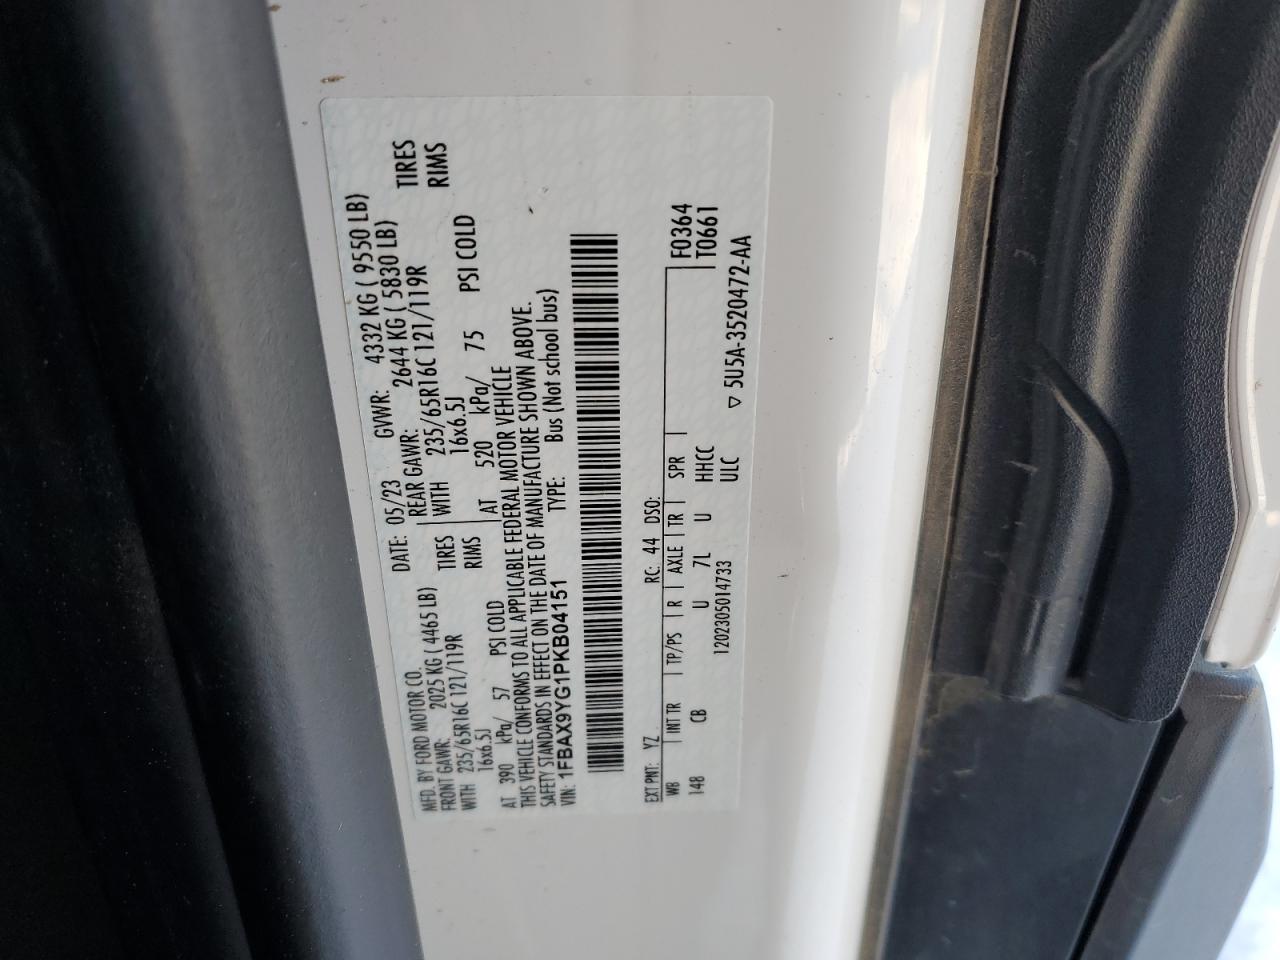 MFD. BY FORD MOTOR CO. DATE: 05/23 GVWR: 4332 KG ( 9550 LB)
FRONT GAWR: 2025 KG ( 4465 LB) REAR GAWR: 2644 KG ( 5830 LB)
WITH 235/65R16C 121/119R TIRES WITH 235/65R16C 121/119R TIRES
16x6.5J RIMS 16x6.5J RIMS
AT 390 kPa/ 57 PSI COLD AT 520 kPa/ 75 PSI COLD
THIS VEHICLE CONFORMS TO ALL APPLICABLE FEDERAL MOTOR VEHICLE
SAFETY STANDARDS IN EFFECT ON THE DATE OF MANUFACTURE SHOWN ABOVE.
VIN: 1FBAX9YG1PKB04151 TYPE: Bus (Not school bus)
EXT PNT: YZ RC: 44 DSO:
WB INT TR TP/PS R AXLE TR SPR F0364
148 CB U 7L U HHCC T0661
1202305014733 ULC
▽ 5U5A-3520472-AA